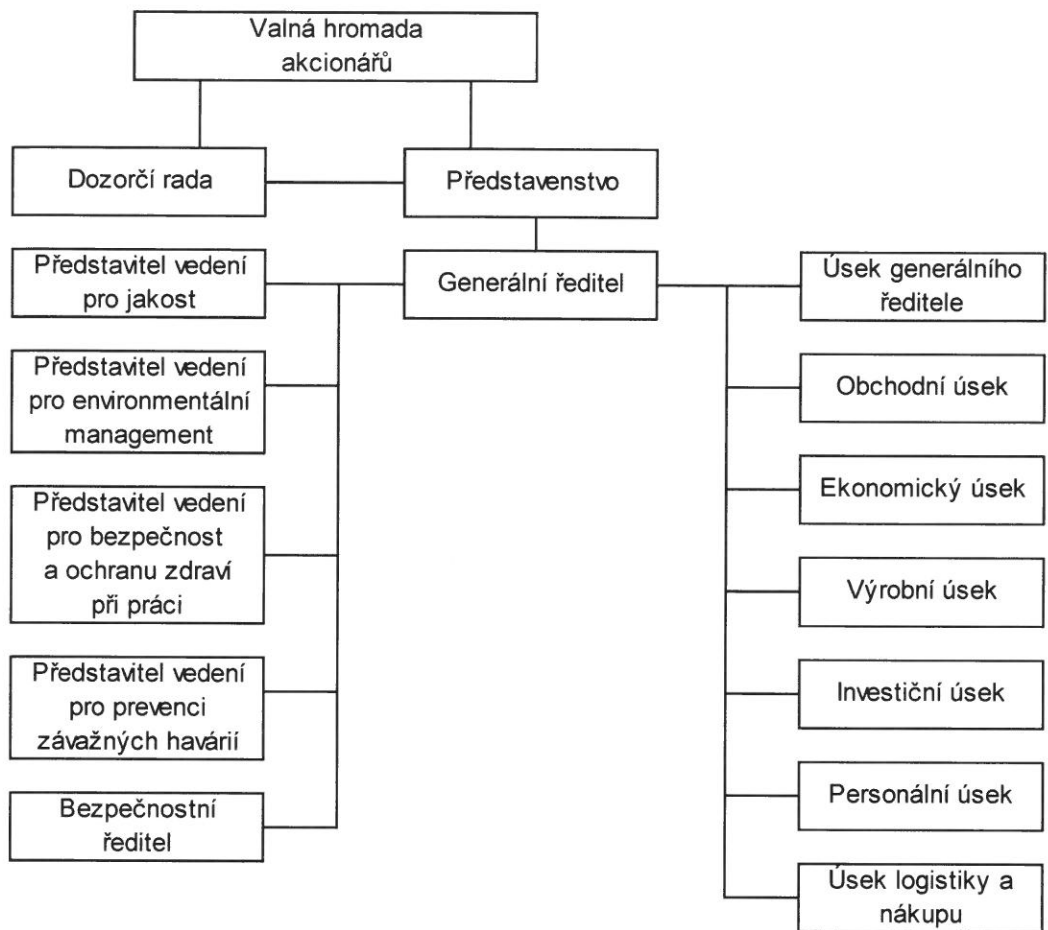 Valná hromada
akcionářů
Dozorčí rada
Představenstvo
Představitel vedení
pro jakost
Generální ředitel
Úsek generálního
ředitele
Představitel vedení
pro environmentální
management
Obchodní úsek
Představitel vedení
pro bezpečnost
a ochranu zdraví
při práci
Ekonomický úsek
Výrobní úsek
Představitel vedení
pro prevenci
závažných havárií
Investiční úsek
Bezpečnostní
ředitel
Personální úsek
Úsek logistiky a
nákupu